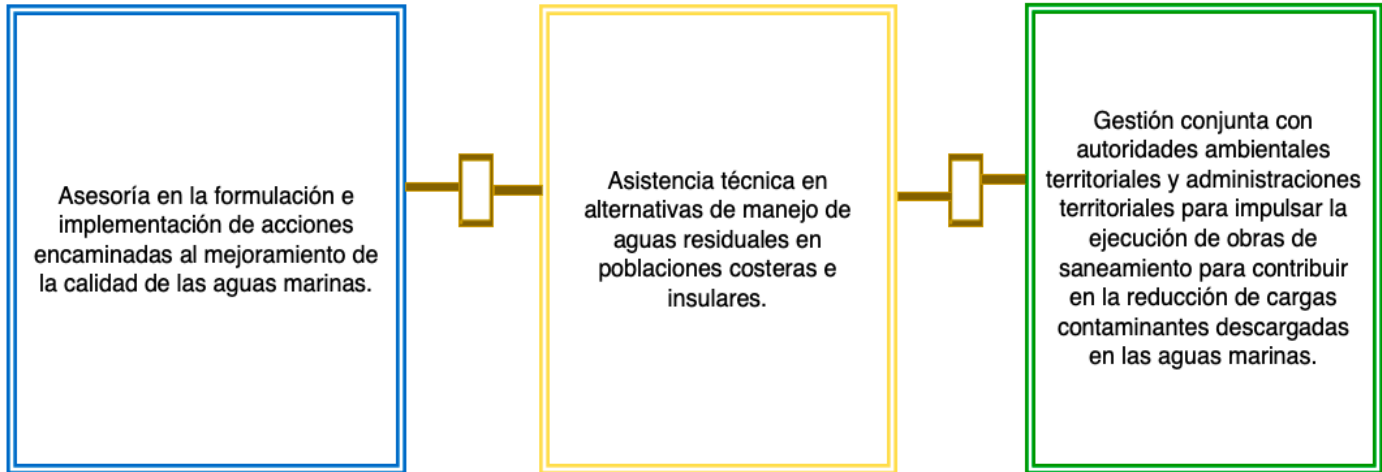 Asesoría en la formulación e
implementación de acciones
encaminadas al mejoramiento de
la calidad de las aguas marinas.
Asistencia técnica en
alternativas de manejo de
aguas residuales en
poblaciones costeras e
insulares.
Gestión conjunta con
autoridades ambientales
territoriales y administraciones
territoriales para impulsar la
ejecución de obras de
saneamiento para contribuir
en la reducción de cargas
contaminantes descargadas
en las aguas marinas.